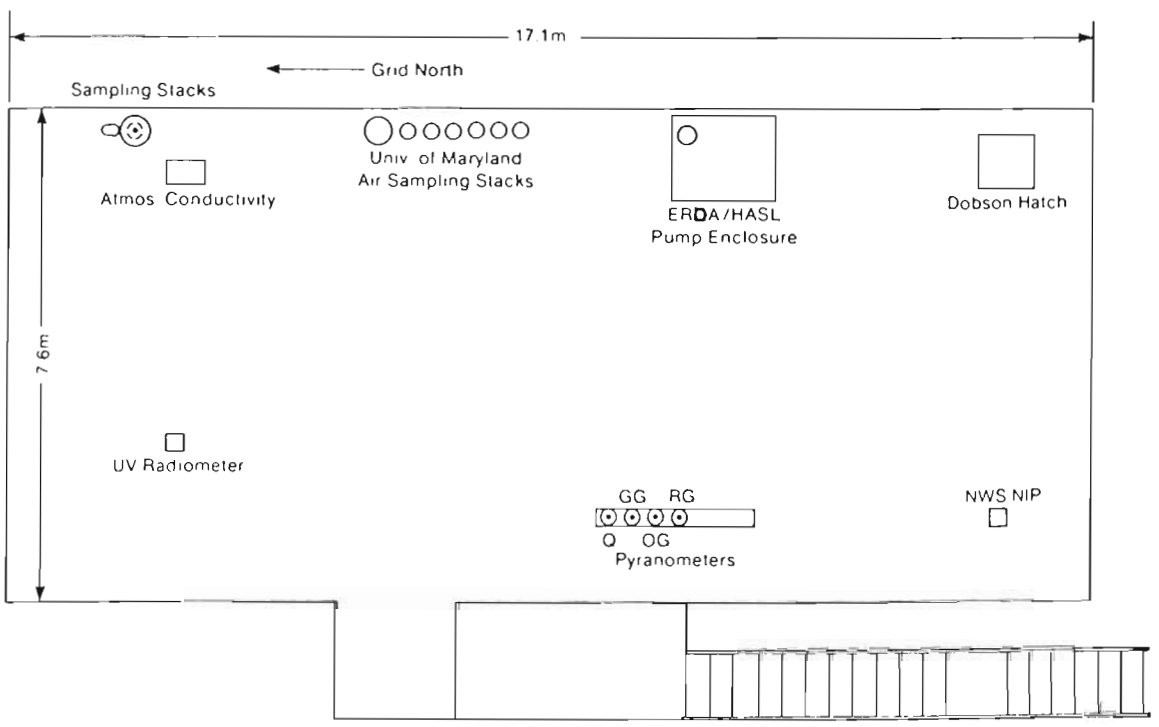 17.1m
Grid North
Sampling Stacks
Univ of Maryland
Air Sampling Stacks
Atmos Conductivity
ERDA/HASL
Pump Enclosure
Dobson Hatch
7.6m
UV Radiometer
GG RG
Q OG
Pyranometers
NWS NIP